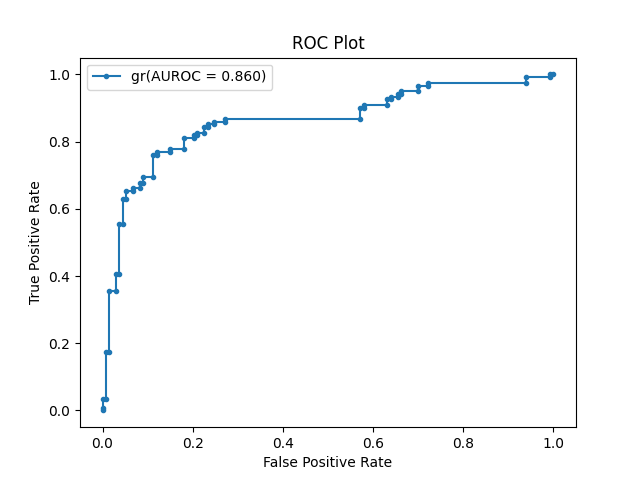 ROC Plot
gr(AUROC = 0.860)
True Positive Rate
1.0
0.8
0.6
0.4
0.2
0.0
0.0 0.2 0.4 0.6 0.8 1.0
False Positive Rate